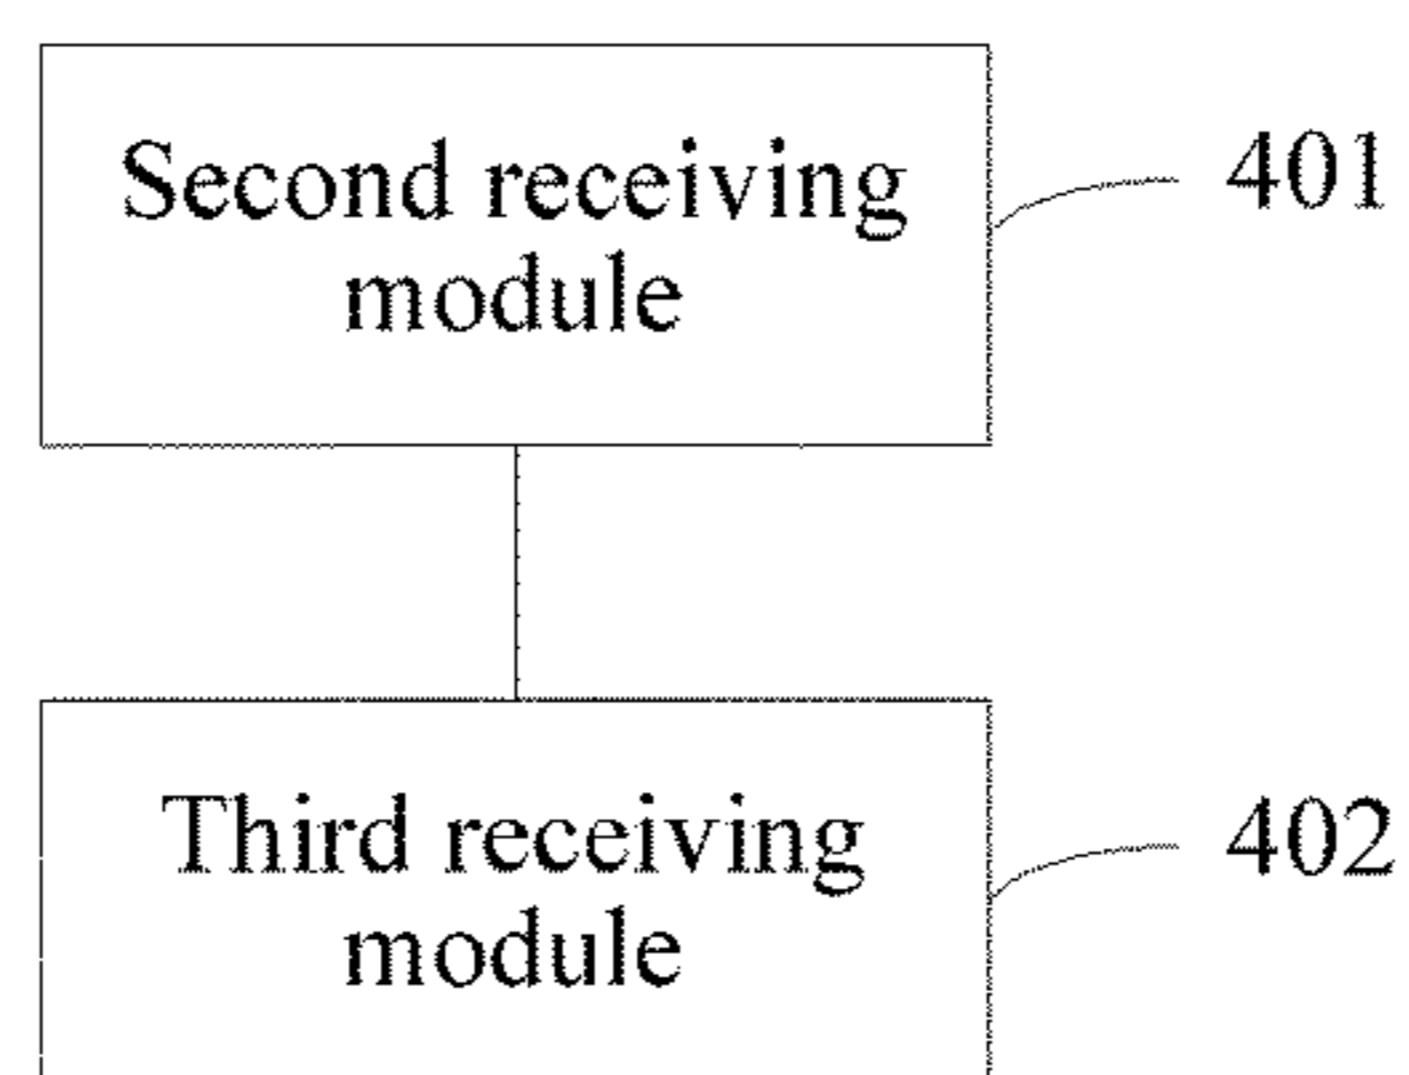 Second receiving
module
401
Third receiving
module
402